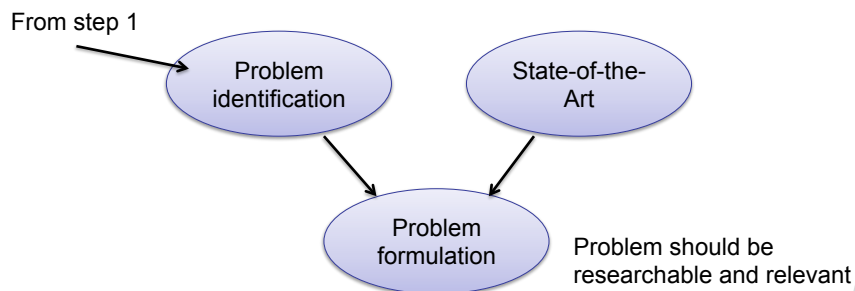 From step 1
Problem
identification
State-of-the-
Art
Problem
formulation
Problem should be
researchable and relevant